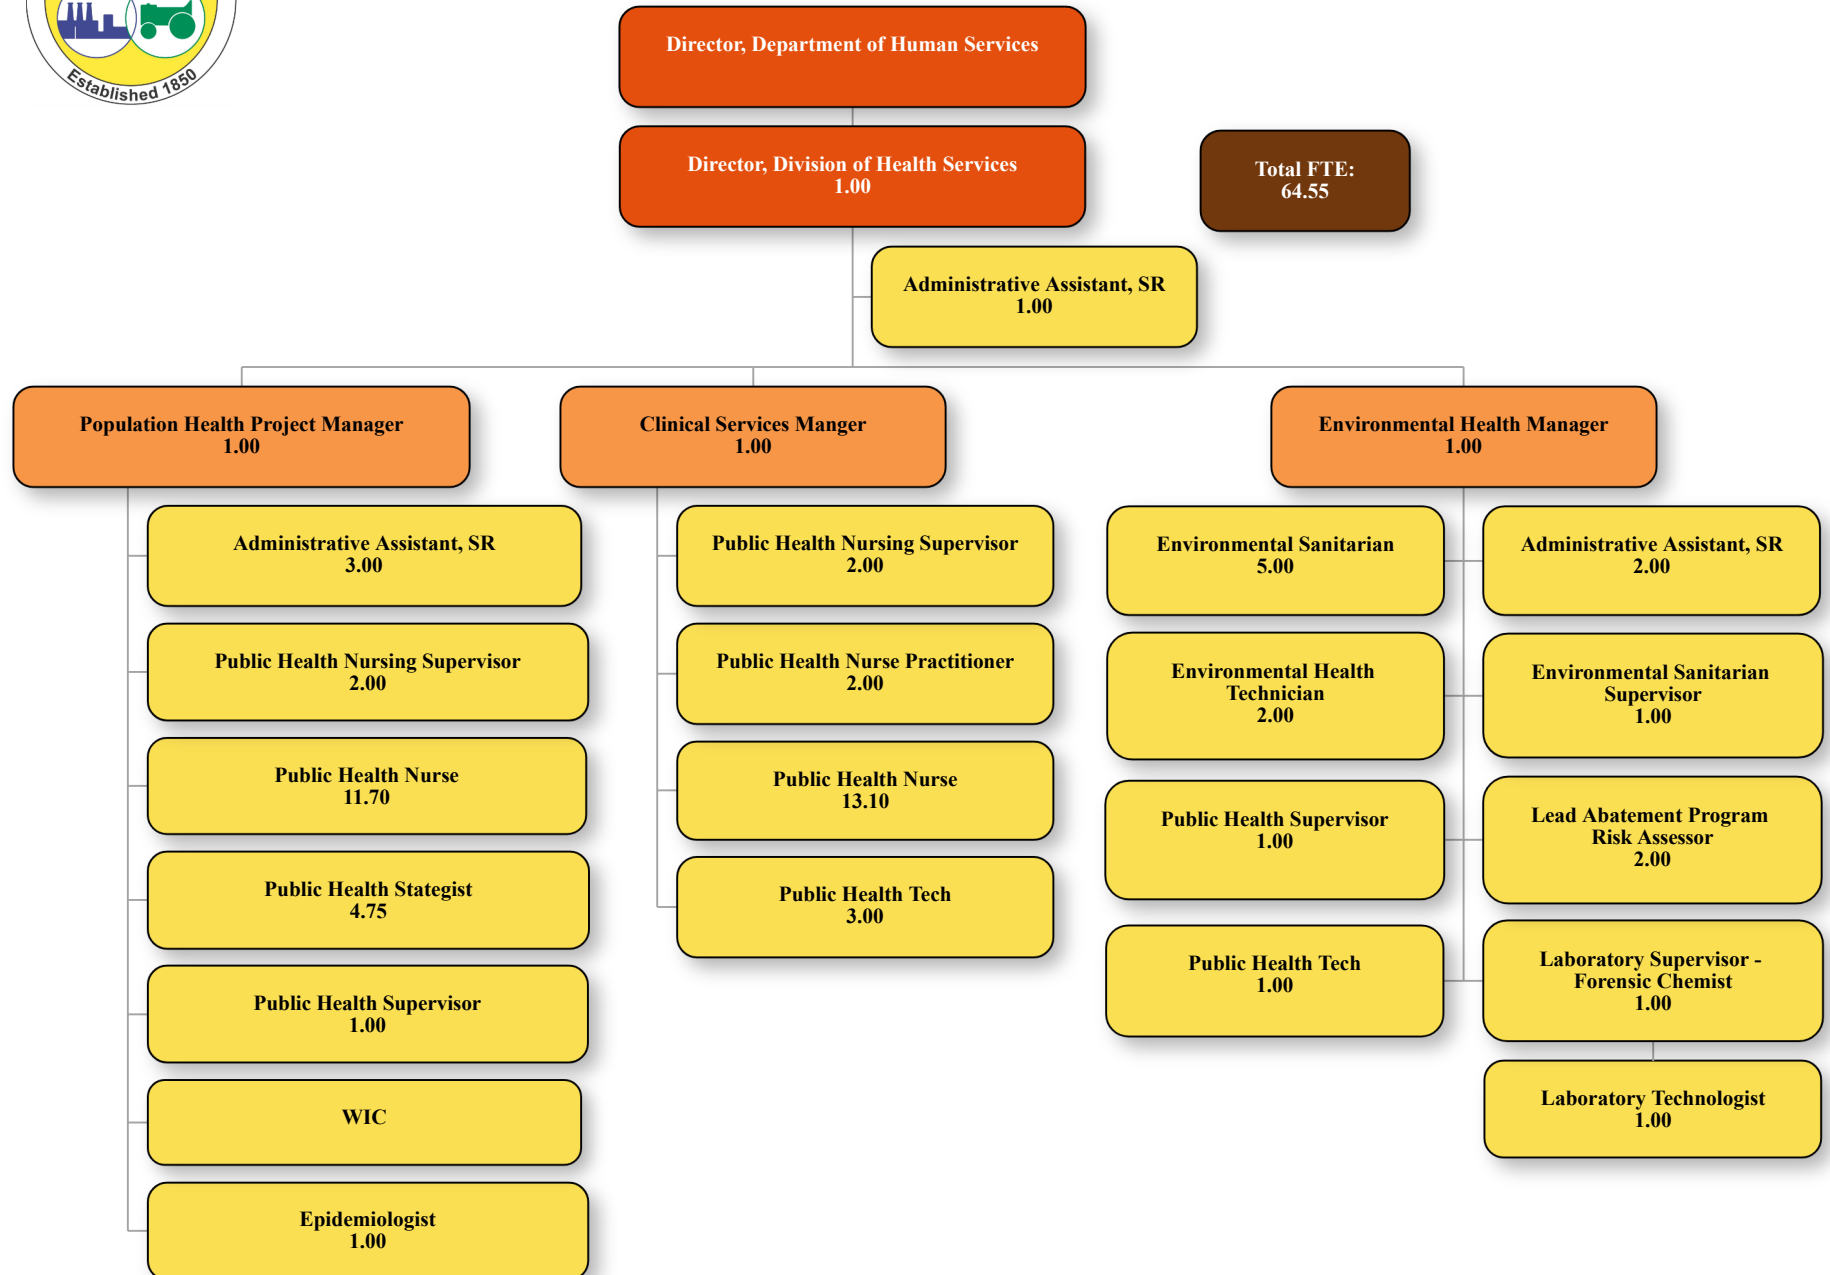 Established 1850
Director, Department of Human Services
Director, Division of Health Services
1.00
Total FTE:
64.55
Administrative Assistant, SR
1.00
Population Health Project Manager
1.00
Clinical Services Manger
1.00
Environmental Health Manager
1.00
Administrative Assistant, SR
3.00
Public Health Nursing Supervisor
2.00
Public Health Nurse
11.70
Public Health Stategist
4.75
Public Health Supervisor
1.00
WIC
Epidemiologist
1.00
Public Health Nursing Supervisor
2.00
Public Health Nurse Practitioner
2.00
Public Health Nurse
13.10
Public Health Tech
3.00
Environmental Sanitarian
5.00
Environmental Health
Technician
2.00
Public Health Supervisor
1.00
Public Health Tech
1.00
Administrative Assistant, SR
2.00
Environmental Sanitarian
Supervisor
1.00
Lead Abatement Program
Risk Assessor
2.00
Laboratory Supervisor -
Forensic Chemist
1.00
Laboratory Technologist
1.00